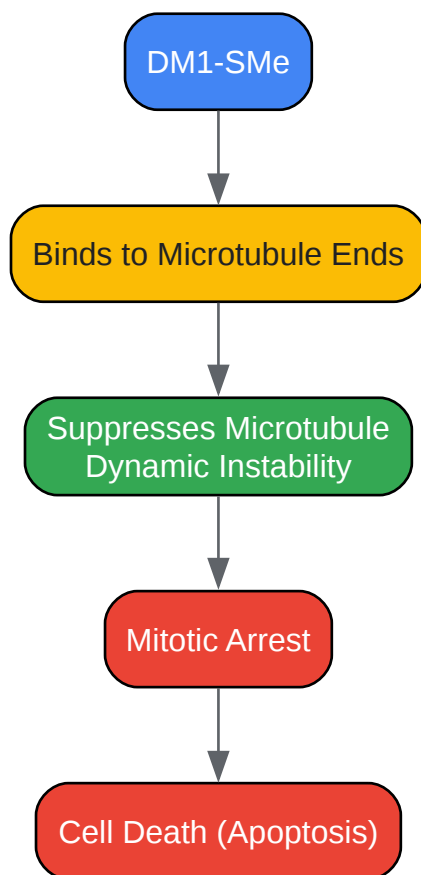 DM1-SMe
Binds to Microtubule Ends
Suppresses Microtubule
Dynamic Instability
Mitotic Arrest
Cell Death (Apoptosis)